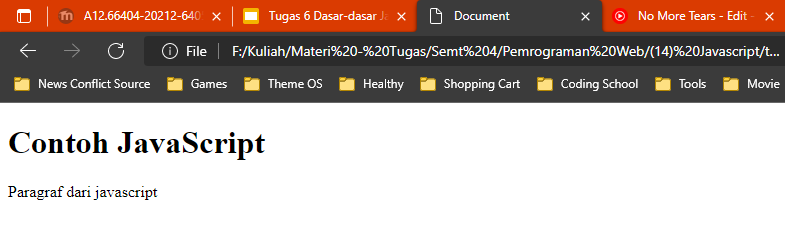 A12.66404-20212-640
Tugas 6 Dasar-dasar Ja
Document
No More Tears - Edit -
File
F:/Kuliah/Materi%20-%20Tugas/Semt%204/Pemrograman%20Web/(14)%20Javascript/t...
News Conflict Source
Games
Theme OS
Healthy
Shopping Cart
Coding School
Tools
Movie
Contoh JavaScript
Paragraf dari javascript